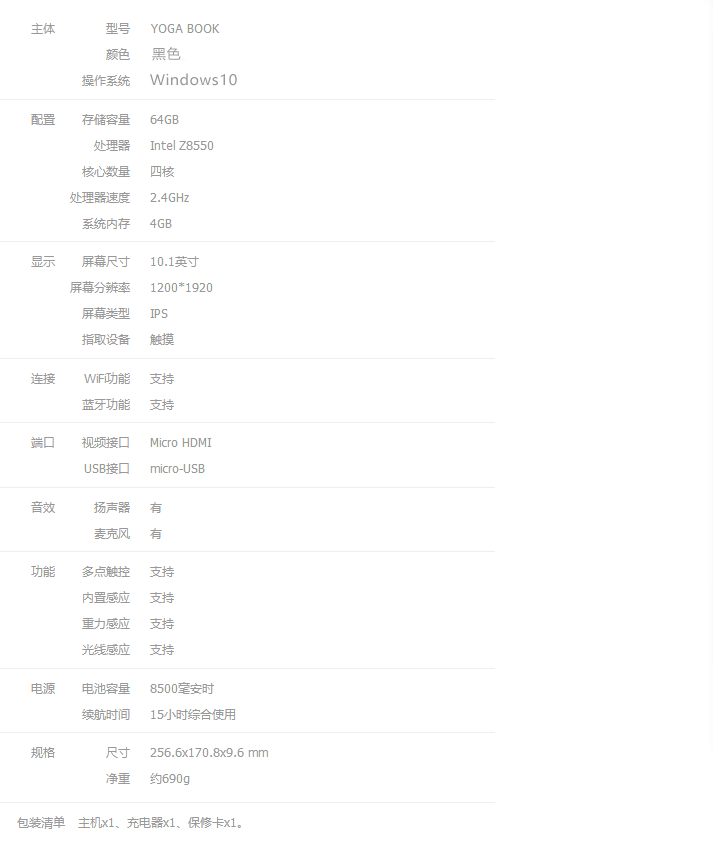 主体 型号 YOGA BOOK
颜色 黑色
操作系统 Windows10
配置 存储容量 64GB
处理器 Intel Z8550
核心数量 四核
处理器速度 2.4GHz
系统内存 4GB
显示 屏幕尺寸 10.1英寸
屏幕分辨率 1200*1920
屏幕类型 IPS
指取设备 触摸
连接 WiFi功能 支持
蓝牙功能 支持
端口 视频接口 Micro HDMI
USB接口 micro-USB
音效 扬声器 有
麦克风 有
功能 多点触控 支持
内置感应 支持
重力感应 支持
光线感应 支持
电源 电池容量 8500毫安时
续航时间 15小时综合使用
规格 尺寸 256.6x170.8x9.6 mm
净重 约690g
包装清单 主机x1、充电器x1、保修卡x1。